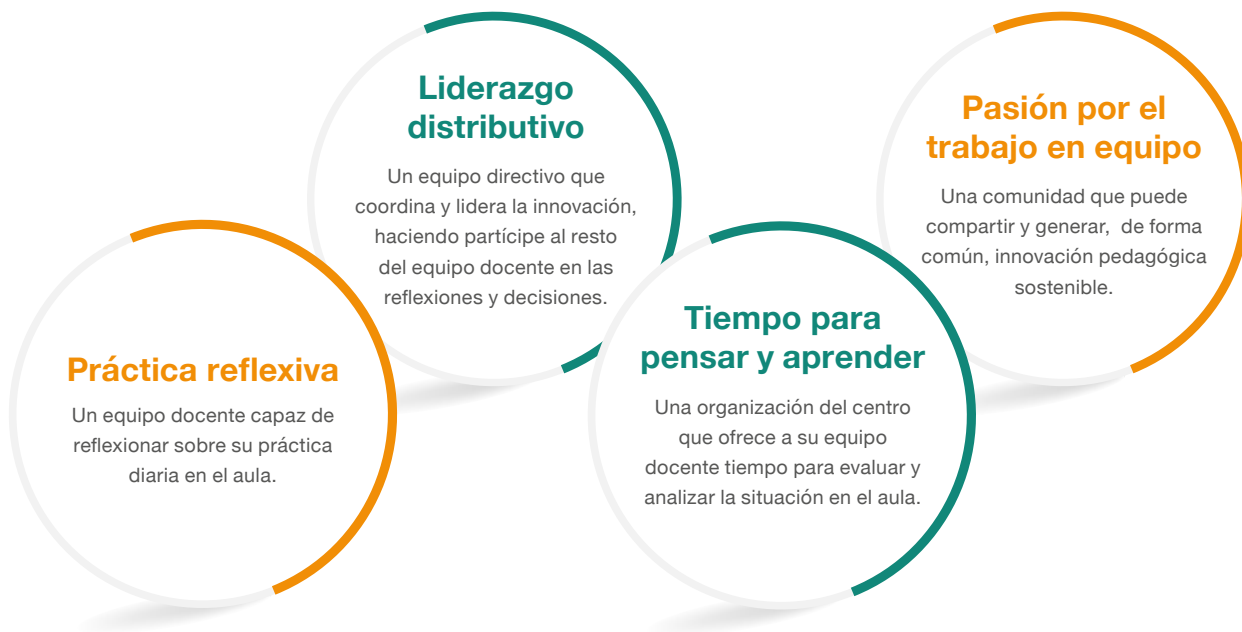 Práctica reflexiva
Un equipo docente capaz de
reflexionar sobre su práctica
diaria en el aula.
Liderazgo
distributivo
Un equipo directivo que
coordina y lidera la innovación,
haciendo partícipe al resto
del equipo docente en las
reflexiones y decisiones.
Tiempo para
pensar y aprender
Una organización del centro
que ofrece a su equipo
docente tiempo para evaluar y
analizar la situación en el aula.
Pasión por el
trabajo en equipo
Una comunidad que puede
compartir y generar, de forma
común, innovación pedagógica
sostenible.